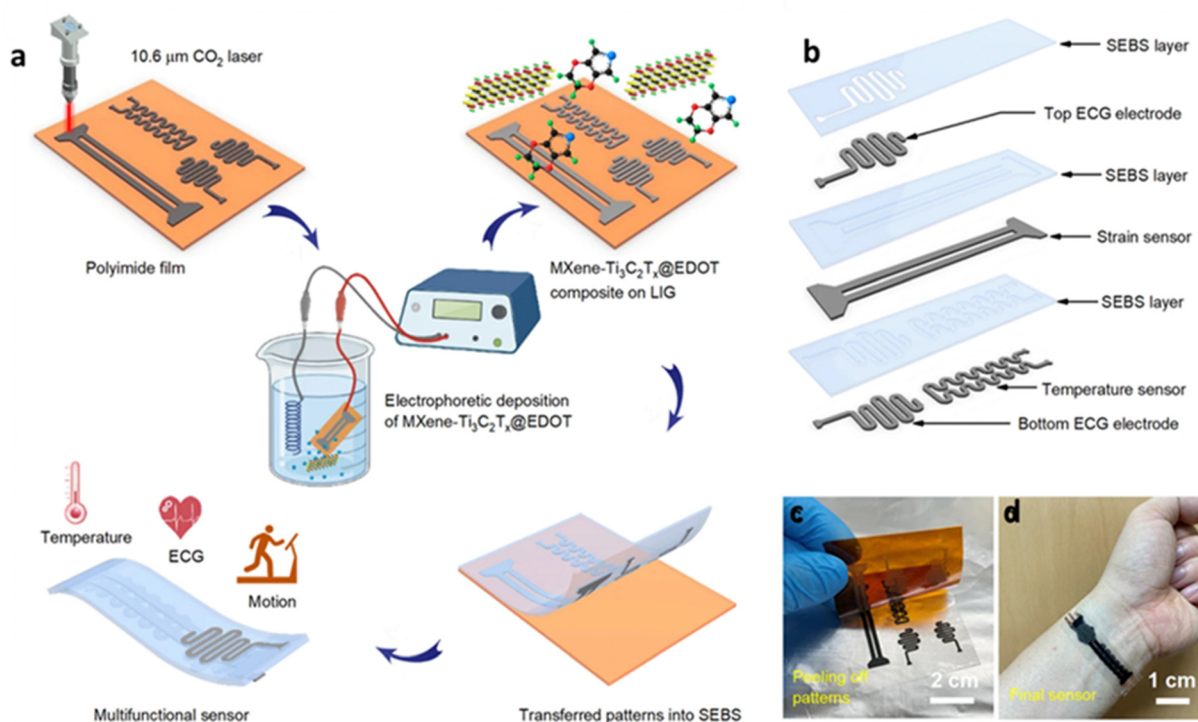 a
10.6 μm CO₂ laser
Polyimide film
MXene-Ti₃C₂Tₓ@EDOT
composite on LIG
Electrophoretic deposition
of MXene-Ti₃C₂Tₓ@EDOT
Temperature
ECG
Motion
Multifunctional sensor
Transferred patterns into SEBS
b
SEBS layer
Top ECG electrode
SEBS layer
Strain sensor
SEBS layer
Temperature sensor
Bottom ECG electrode
c
Peeling off
patterns
2 cm
d
Final sensor
1 cm